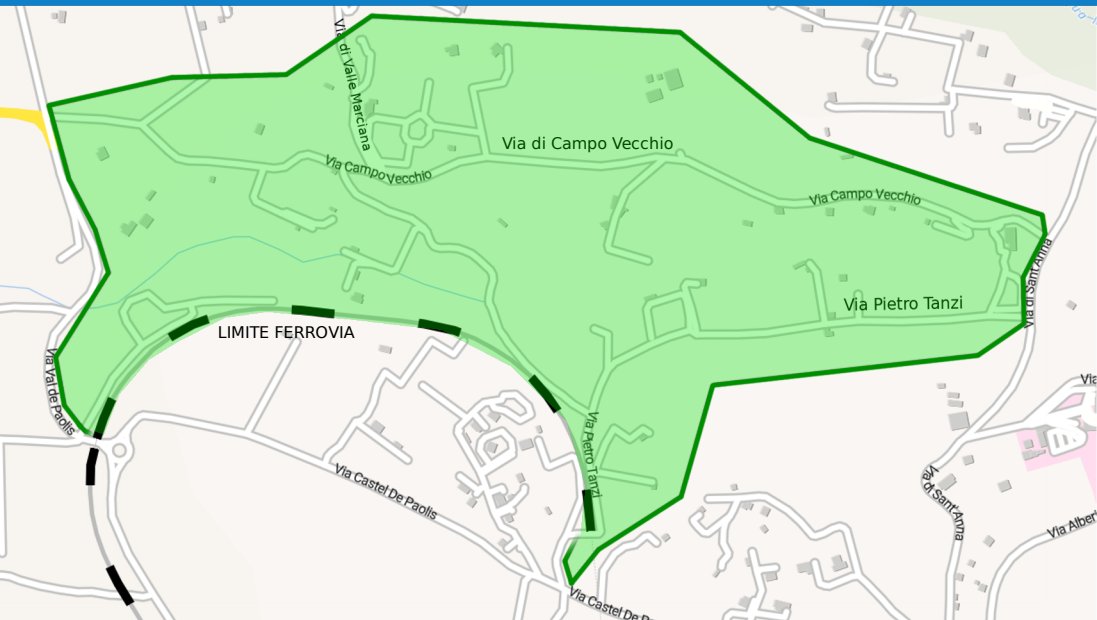 Via di Valle Marciana
Via di Campo Vecchio
Via Campo Vecchio
Via Campo Vecchio
Via di Sant'Anna
Via Pietro Tanzi
LIMITE FERROVIA
Via Val de Paolis
Via Pietro Tanzi
Via Castel De Paolis
Via di Sant'Anna
Via Castel De